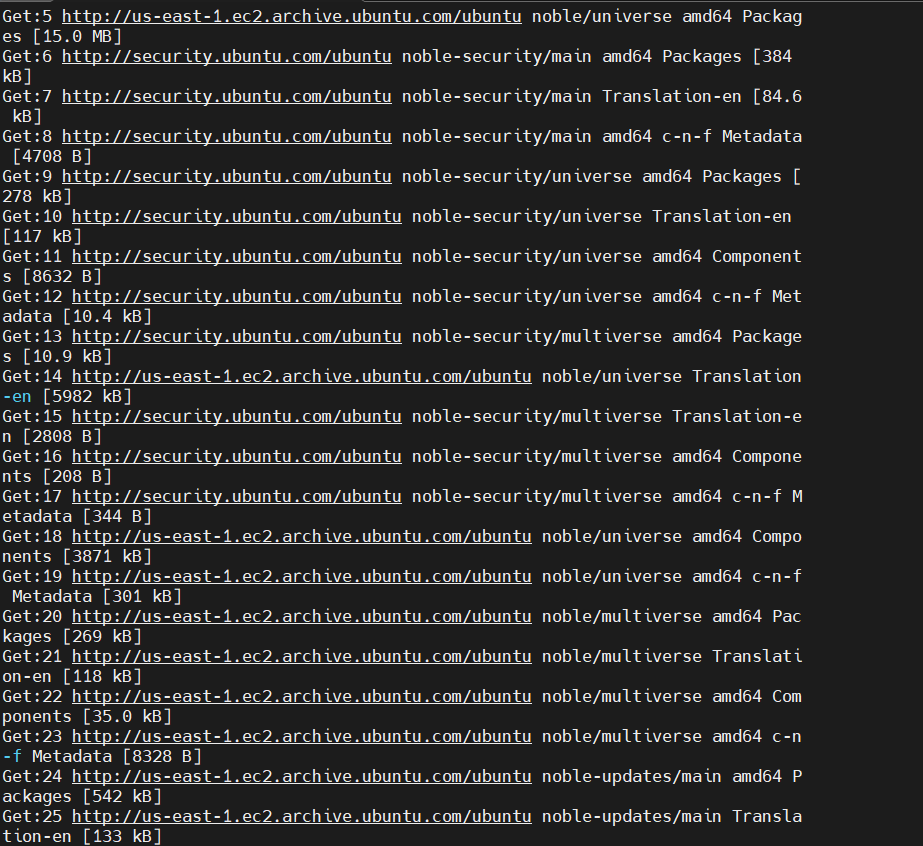 Get:5 http://us-east-1.ec2.archive.ubuntu.com/ubuntu noble/universe amd64 Packag
es [15.0 MB]
Get:6 http://security.ubuntu.com/ubuntu noble-security/main amd64 Packages [384
kB]
Get:7 http://security.ubuntu.com/ubuntu noble-security/main Translation-en [84.6
 kB]
Get:8 http://security.ubuntu.com/ubuntu noble-security/main amd64 c-n-f Metadata
 [4708 B]
Get:9 http://security.ubuntu.com/ubuntu noble-security/universe amd64 Packages [
278 kB]
Get:10 http://security.ubuntu.com/ubuntu noble-security/universe Translation-en
[117 kB]
Get:11 http://security.ubuntu.com/ubuntu noble-security/universe amd64 Component
s [8632 B]
Get:12 http://security.ubuntu.com/ubuntu noble-security/universe amd64 c-n-f Met
adata [10.4 kB]
Get:13 http://security.ubuntu.com/ubuntu noble-security/multiverse amd64 Package
s [10.9 kB]
Get:14 http://us-east-1.ec2.archive.ubuntu.com/ubuntu noble/universe Translation
-en [5982 kB]
Get:15 http://security.ubuntu.com/ubuntu noble-security/multiverse Translation-e
n [2808 B]
Get:16 http://security.ubuntu.com/ubuntu noble-security/multiverse amd64 Compone
nts [208 B]
Get:17 http://security.ubuntu.com/ubuntu noble-security/multiverse amd64 c-n-f M
etadata [344 B]
Get:18 http://us-east-1.ec2.archive.ubuntu.com/ubuntu noble/universe amd64 Compo
nents [3871 kB]
Get:19 http://us-east-1.ec2.archive.ubuntu.com/ubuntu noble/universe amd64 c-n-f
 Metadata [301 kB]
Get:20 http://us-east-1.ec2.archive.ubuntu.com/ubuntu noble/multiverse amd64 Pac
kages [269 kB]
Get:21 http://us-east-1.ec2.archive.ubuntu.com/ubuntu noble/multiverse Translati
on-en [118 kB]
Get:22 http://us-east-1.ec2.archive.ubuntu.com/ubuntu noble/multiverse amd64 Com
ponents [35.0 kB]
Get:23 http://us-east-1.ec2.archive.ubuntu.com/ubuntu noble/multiverse amd64 c-n
-f Metadata [8328 B]
Get:24 http://us-east-1.ec2.archive.ubuntu.com/ubuntu noble-updates/main amd64 P
ackages [542 kB]
Get:25 http://us-east-1.ec2.archive.ubuntu.com/ubuntu noble-updates/main Transla
tion-en [133 kB]